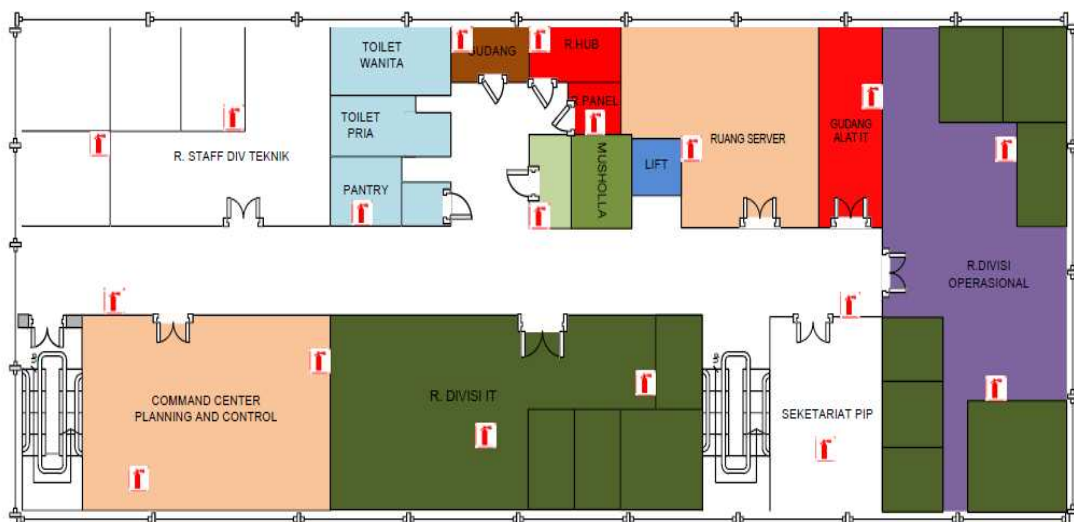 TOILET
WANITA
GUDANG
R.HUB
TOILET
PRIA
R.PANEL
GUDANG
ALAT IT
R. STAFF DIV TEKNIK
MUSHOLLA
LIFT
RUANG SERVER
PANTRY
R.DIVISI
OPERASIONAL
Up
COMMAND CENTER
PLANNING AND CONTROL
R. DIVISI IT
SEKETARIAT PIP